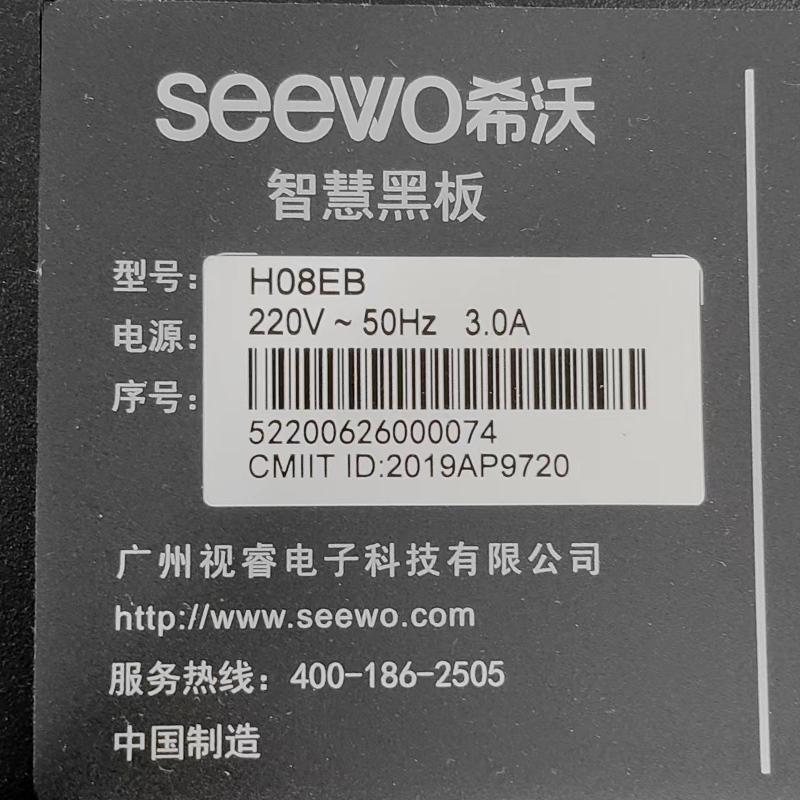 seewo希沃
智慧黑板
型号： H08EB
电源： 220V ~ 50Hz 3.0A
序号：
52200626000074
CMIIT ID:2019AP9720
广州视睿电子科技有限公司
http://www.seewo.com
服务热线：400-186-2505
中国制造